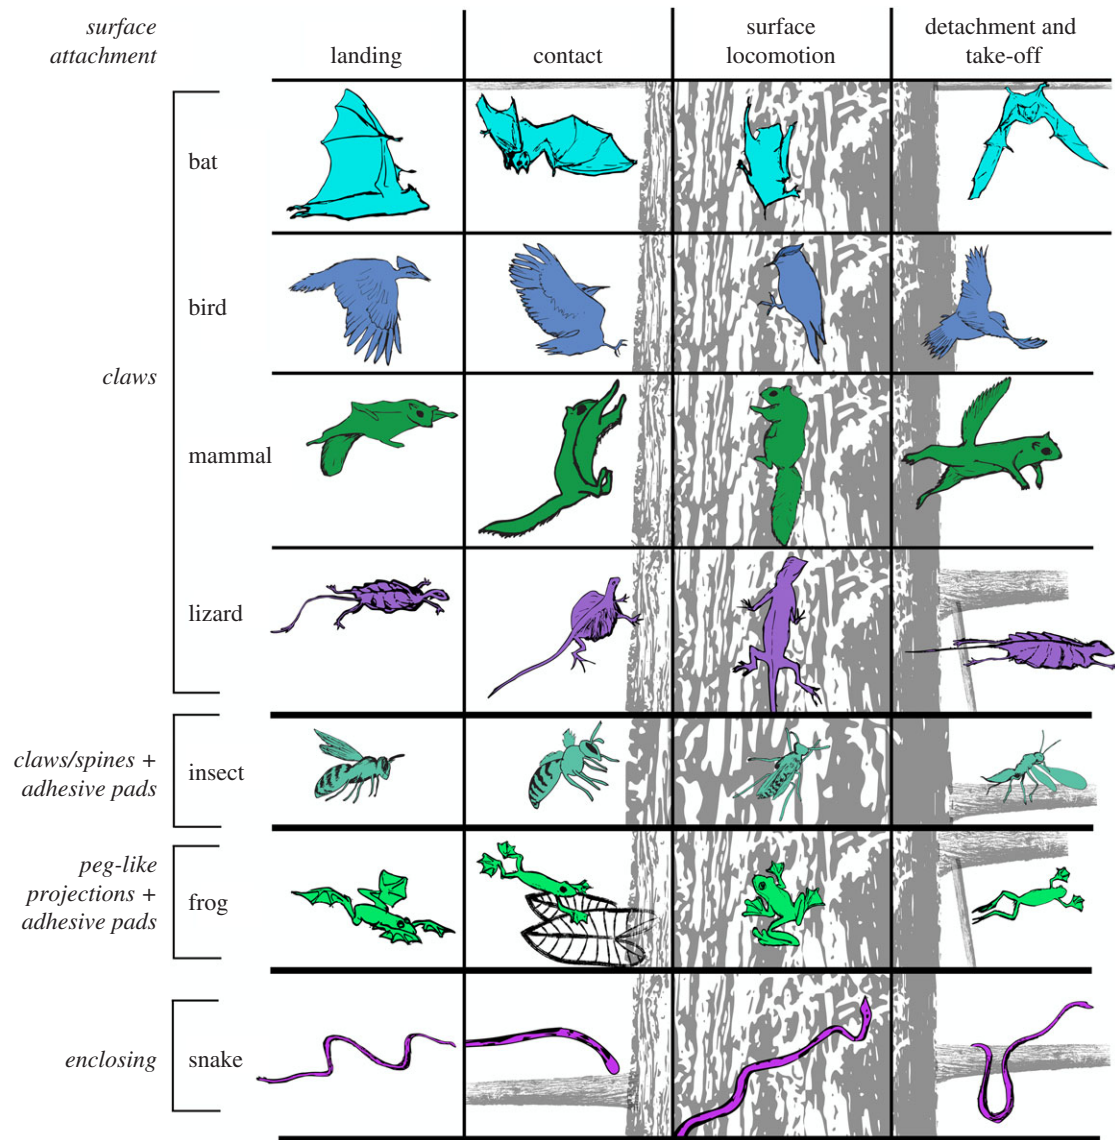 surface
attachment
landing
contact
surface
locomotion
detachment and
take-off
claws
bat
bird
mammal
lizard
claws/spines +
adhesive pads
insect
peg-like
projections +
adhesive pads
frog
enclosing
snake